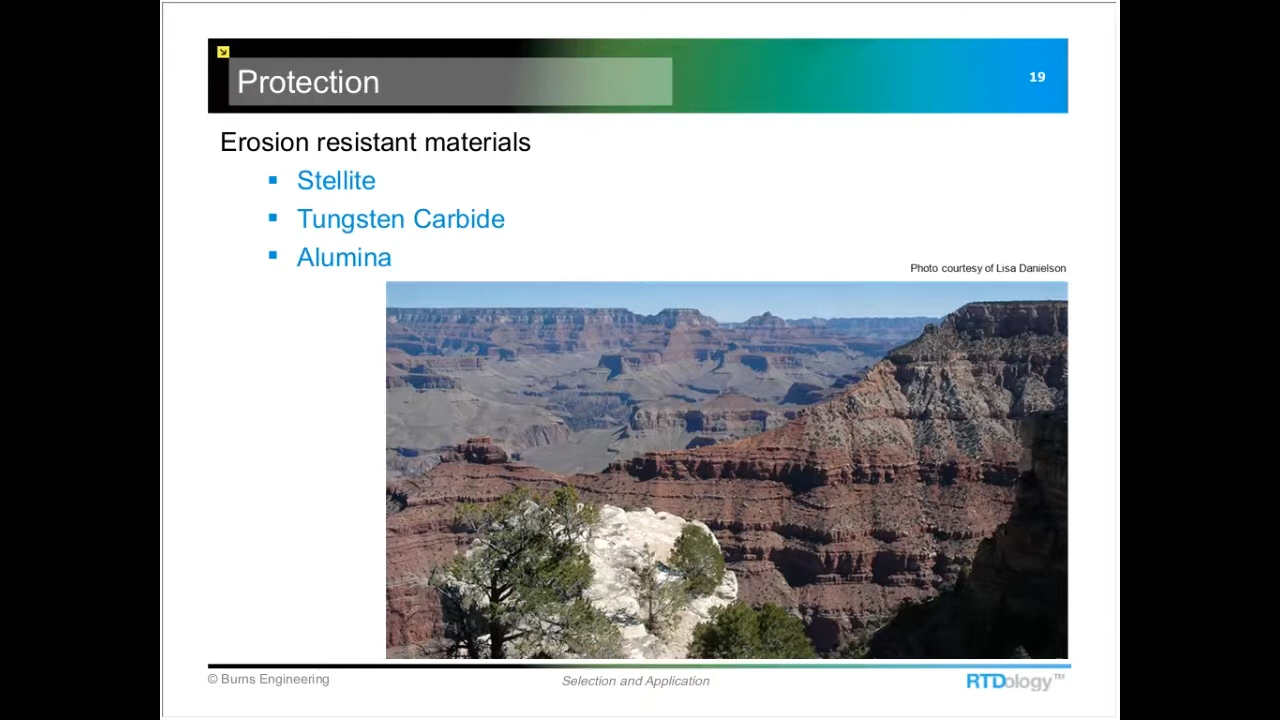 Protection
19
Erosion resistant materials
▪ Stellite
▪ Tungsten Carbide
▪ Alumina
Photo courtesy of Lisa Danielson
© Burns Engineering
Selection and Application
RTDology™